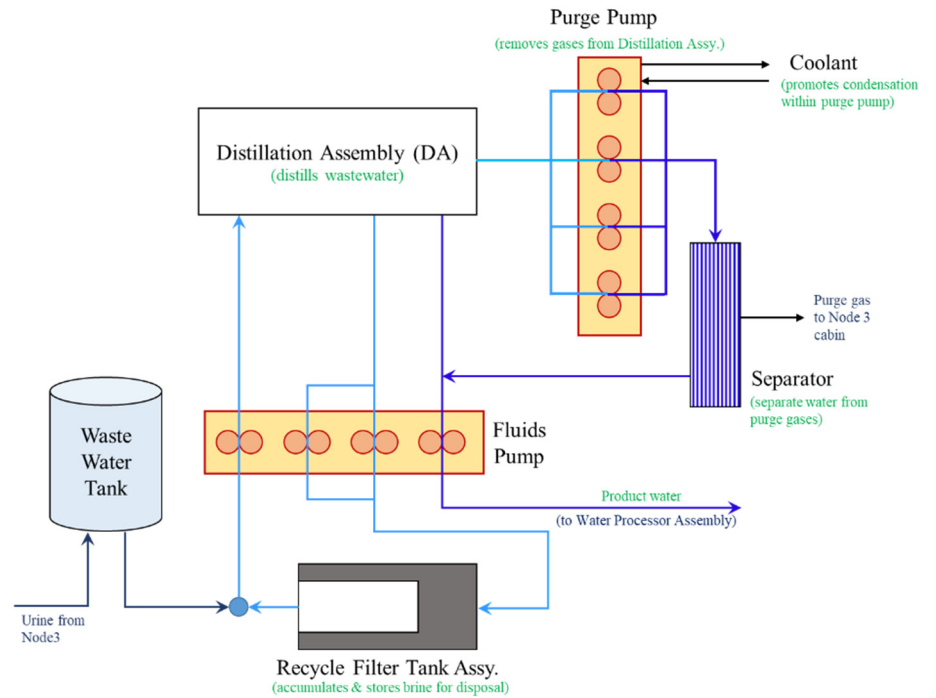 Purge Pump
(removes gases from Distillation Assy.)
Coolant
(promotes condensation
within purge pump)
Distillation Assembly (DA)
(distills wastewater)
Purge gas
to Node 3
cabin
Separator
(separate water from
purge gases)
Waste
Water
Tank
Fluids
Pump
Product water
(to Water Processor Assembly)
Urine from
Node3
Recycle Filter Tank Assy.
(accumulates & stores brine for disposal)